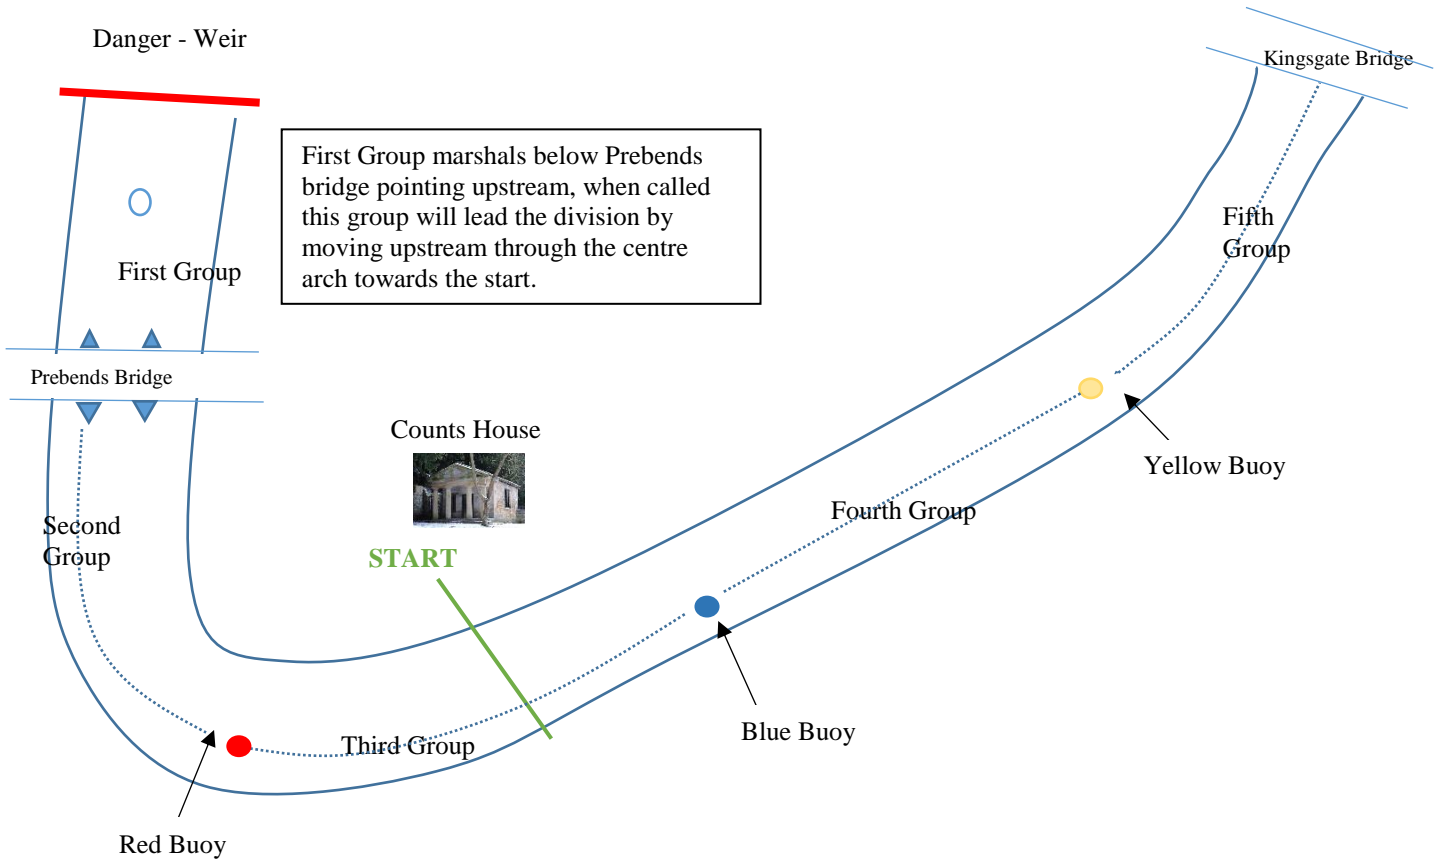 Danger - Weir
Kingsgate Bridge
First Group marshals below Prebends
bridge pointing upstream, when called
this group will lead the division by
moving upstream through the centre
arch towards the start.
Fifth
Group
First Group
Prebends Bridge
Counts House
Yellow Buoy
Second
Group
Fourth Group
START
Blue Buoy
Third Group
Red Buoy